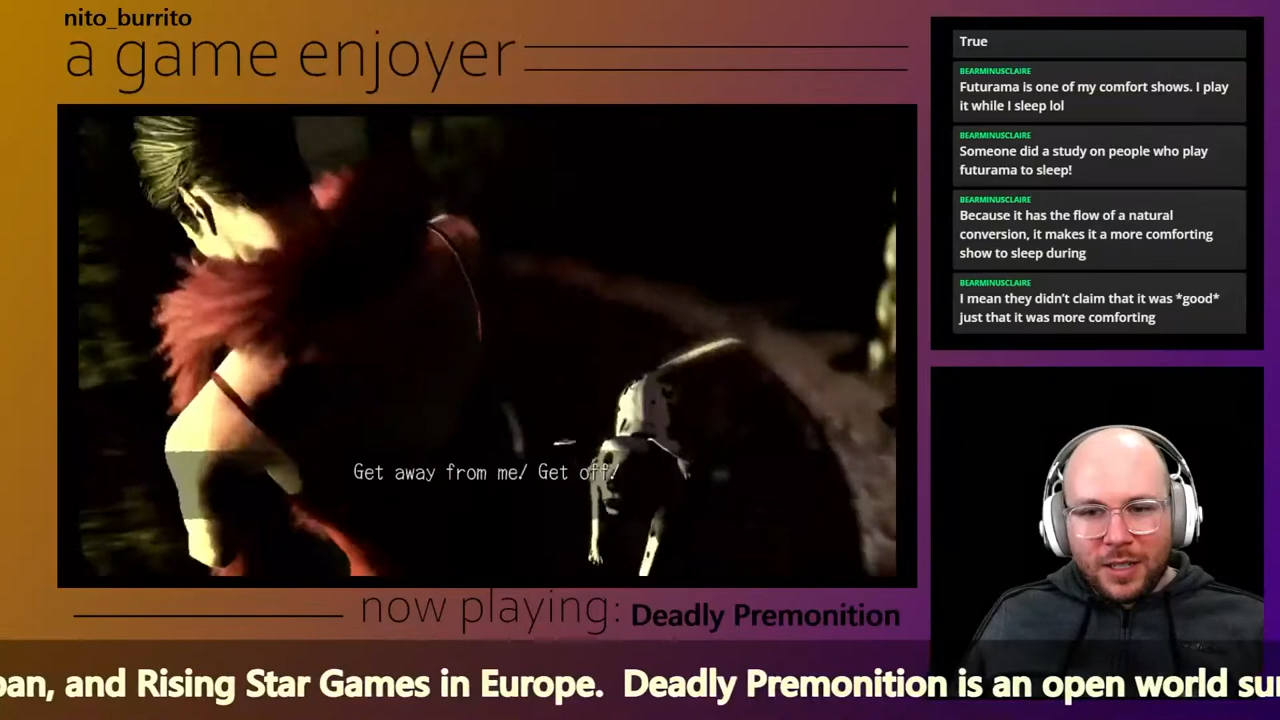 nito_burrito
a game enjoyer
True
BEARMINUSCLAIRE
Futurama is one of my comfort shows. I play
it while I sleep lol
BEARMINUSCLAIRE
Someone did a study on people who play
futurama to sleep!
BEARMINUSCLAIRE
Because it has the flow of a natural
conversion, it makes it a more comforting
show to sleep during
BEARMINUSCLAIRE
I mean they didn’t claim that it was *good*
just that it was more comforting
Get away from me! Get off!
now playing: Deadly Premonition
pan, and Rising Star Games in Europe. Deadly Premonition is an open world sur